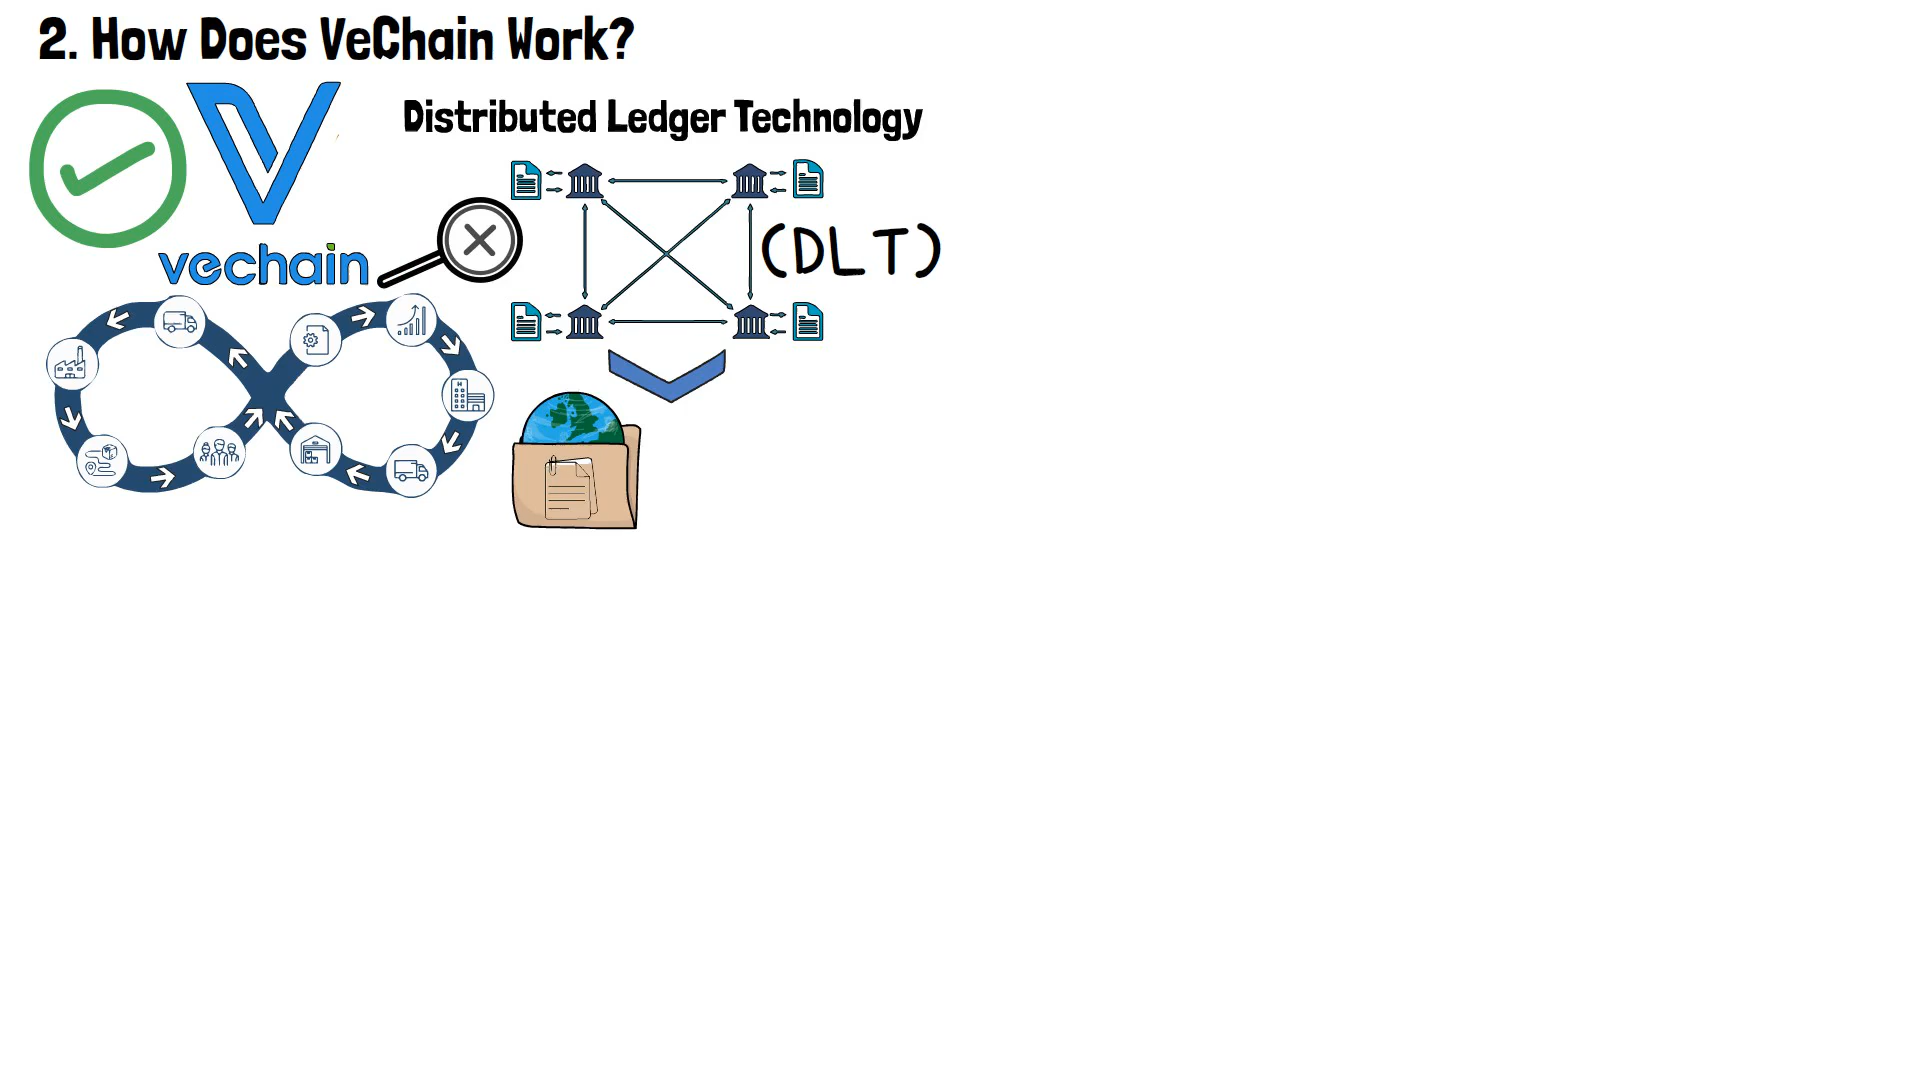 2. How Does VeChain Work?
Distributed Ledger Technology
(DLT)
vechain
H